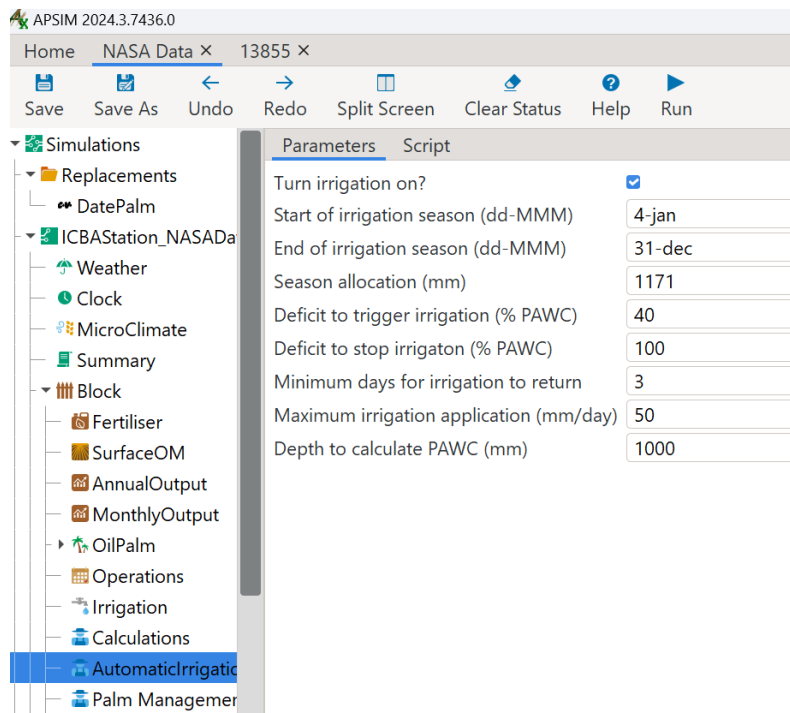 APSIM 2024.3.7436.0
Home NASA Data × 13855 ×
Save Save As Undo Redo Split Screen Clear Status Help Run
Simulations
Replacements
DatePalm
ICBAStation_NASADa
Weather
Clock
MicroClimate
Summary
Block
Fertiliser
SurfaceOM
AnnualOutput
MonthlyOutput
OilPalm
Operations
Irrigation
Calculations
AutomaticIrrigatic
Palm Managemer
Parameters Script
Turn irrigation on?
Start of irrigation season (dd-MMM) 4-jan
End of irrigation season (dd-MMM) 31-dec
Season allocation (mm) 1171
Deficit to trigger irrigation (% PAWC) 40
Deficit to stop irrigaton (% PAWC) 100
Minimum days for irrigation to return 3
Maximum irrigation application (mm/day) 50
Depth to calculate PAWC (mm) 1000